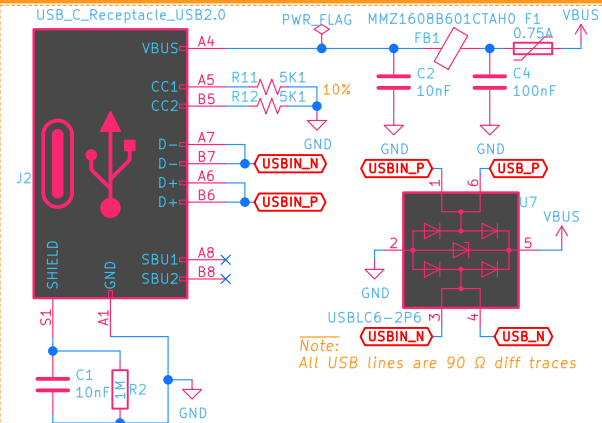 USB_C_Receptacle_USB2.0
PWR_FLAG
MMZ1608B601CTAH0 F1
VBUS
VBUS
A4
FB1
0.75A
CC1
A5
R11
5K1
10%
CC2
B5
R12
5K1
C2
10nF
C4
100nF
GND
GND
GND
D-
A7
D-
B7
USBIN_N
D+
A6
D+
B6
USBIN_P
J2
USBIN_P
USB_P
1
6
U7
VBUS
2
5
GND
SBU1
A8
SBU2
B8
SHIELD
GND
S1
A1
USBLC6-2P6
3
4
USBIN_N
USB_N
Note:
All USB lines are 90 Ω diff traces
C1
10nF
1M
R2
GND